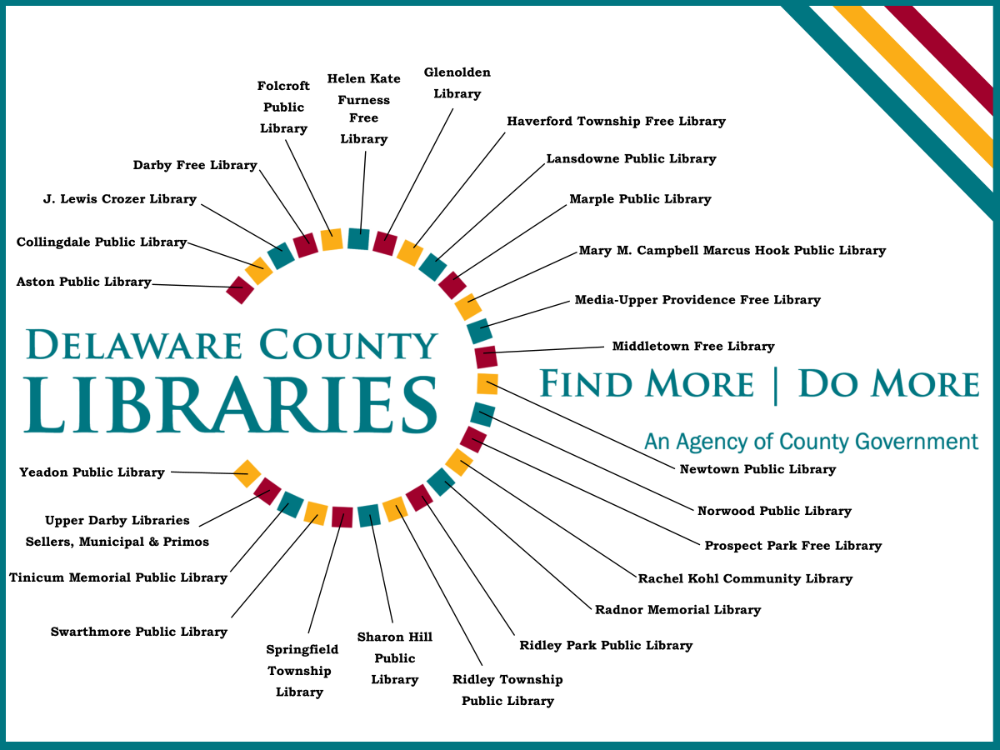 Glenolden
Library
Helen Kate
Furness
Free
Library
Folcroft
Public
Library
Haverford Township Free Library
Lansdowne Public Library
Darby Free Library
J. Lewis Crozer Library
Marple Public Library
Collingdale Public Library
Mary M. Campbell Marcus Hook Public Library
Aston Public Library
Media-Upper Providence Free Library
Middletown Free Library
DELAWARE COUNTY
LIBRARIES
FIND MORE | DO MORE
An Agency of County Government
Newtown Public Library
Yeadon Public Library
Norwood Public Library
Upper Darby Libraries
Sellers, Municipal & Primos
Prospect Park Free Library
Tinicum Memorial Public Library
Rachel Kohl Community Library
Radnor Memorial Library
Swarthmore Public Library
Ridley Park Public Library
Springfield
Township
Library
Sharon Hill
Public
Library
Ridley Township
Public Library